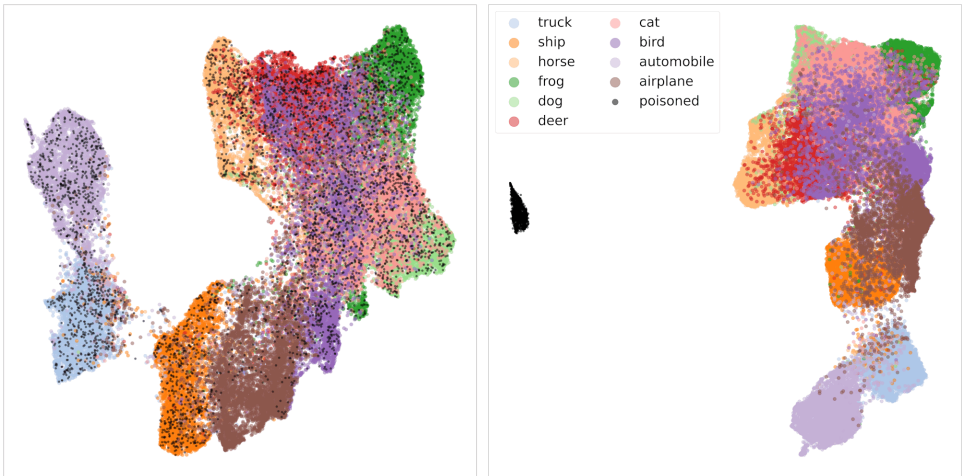 truck
ship
horse
frog
dog
deer
cat
bird
automobile
airplane
poisoned